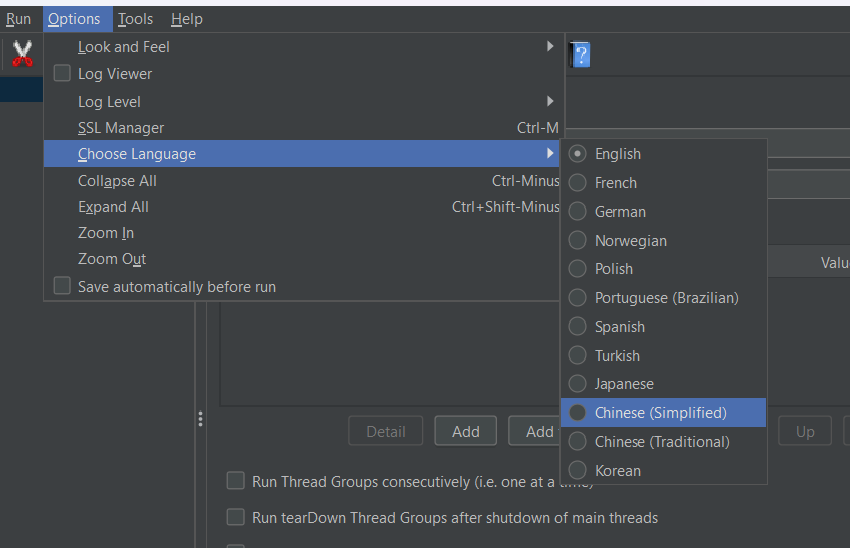 Run Options Tools Help
Look and Feel
Log Viewer
Log Level
SSL Manager Ctrl-M
Choose Language
Collapse All Ctrl-Minus
Expand All Ctrl+Shift-Minus
Zoom In
Zoom Out
Save automatically before run
English
French
German
Norwegian
Polish
Portuguese (Brazilian)
Spanish
Turkish
Japanese
Chinese (Simplified)
Chinese (Traditional)
Korean
Detail Add Add Up
Run Thread Groups consecutively (i.e. one at a time)
Run tearDown Thread Groups after shutdown of main threads